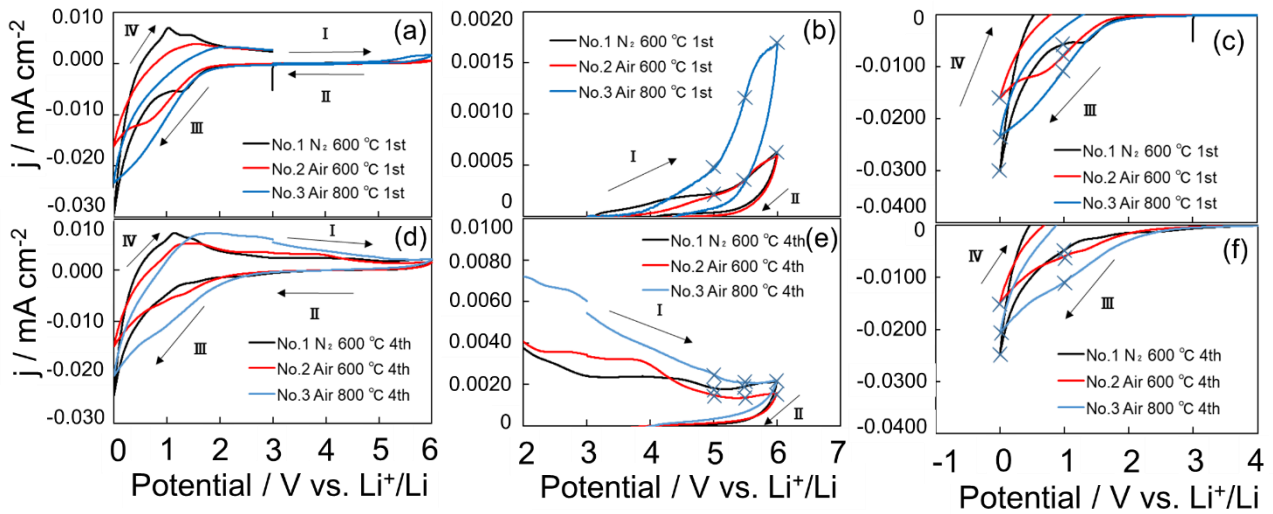 0.010
0.000
-0.010
-0.020
-0.030
j / mA cm⁻²
(a)
Ⅳ
Ⅰ
Ⅱ
Ⅲ
No.1 N₂ 600 ℃ 1st
No.2 Air 600 ℃ 1st
No.3 Air 800 ℃ 1st
0.0020
0.0015
0.0010
0.0005
0
(b)
No.1 N₂ 600 ℃ 1st
No.2 Air 600 ℃ 1st
No.3 Air 800 ℃ 1st
Ⅰ
Ⅱ
0
-0.0100
-0.0200
-0.0300
-0.0400
(c)
Ⅳ
Ⅲ
No.1 N₂ 600 ℃ 1st
No.2 Air 600 ℃ 1st
No.3 Air 800 ℃ 1st
0.010
0.000
-0.010
-0.020
-0.030
j / mA cm⁻²
(d)
Ⅳ
Ⅰ
Ⅱ
Ⅲ
No.1 N₂ 600 ℃ 4th
No.2 Air 600 ℃ 4th
No.3 Air 800 ℃ 4th
0 1 2 3 4 5 6
Potential / V vs. Li⁺/Li
0.0100
0.0080
0.0060
0.0040
0.0020
0
(e)
No.1 N₂ 600 ℃ 4th
No.2 Air 600 ℃ 4th
No.3 Air 800 ℃ 4th
Ⅰ
Ⅱ
2 3 4 5 6 7
Potential / V vs. Li⁺/Li
0
-0.0100
-0.0200
-0.0300
-0.0400
(f)
Ⅳ
Ⅲ
No.1 N₂ 600 ℃ 4th
No.2 Air 600 ℃ 4th
No.3 Air 800 ℃ 4th
-1 0 1 2 3 4
Potential / V vs. Li⁺/Li